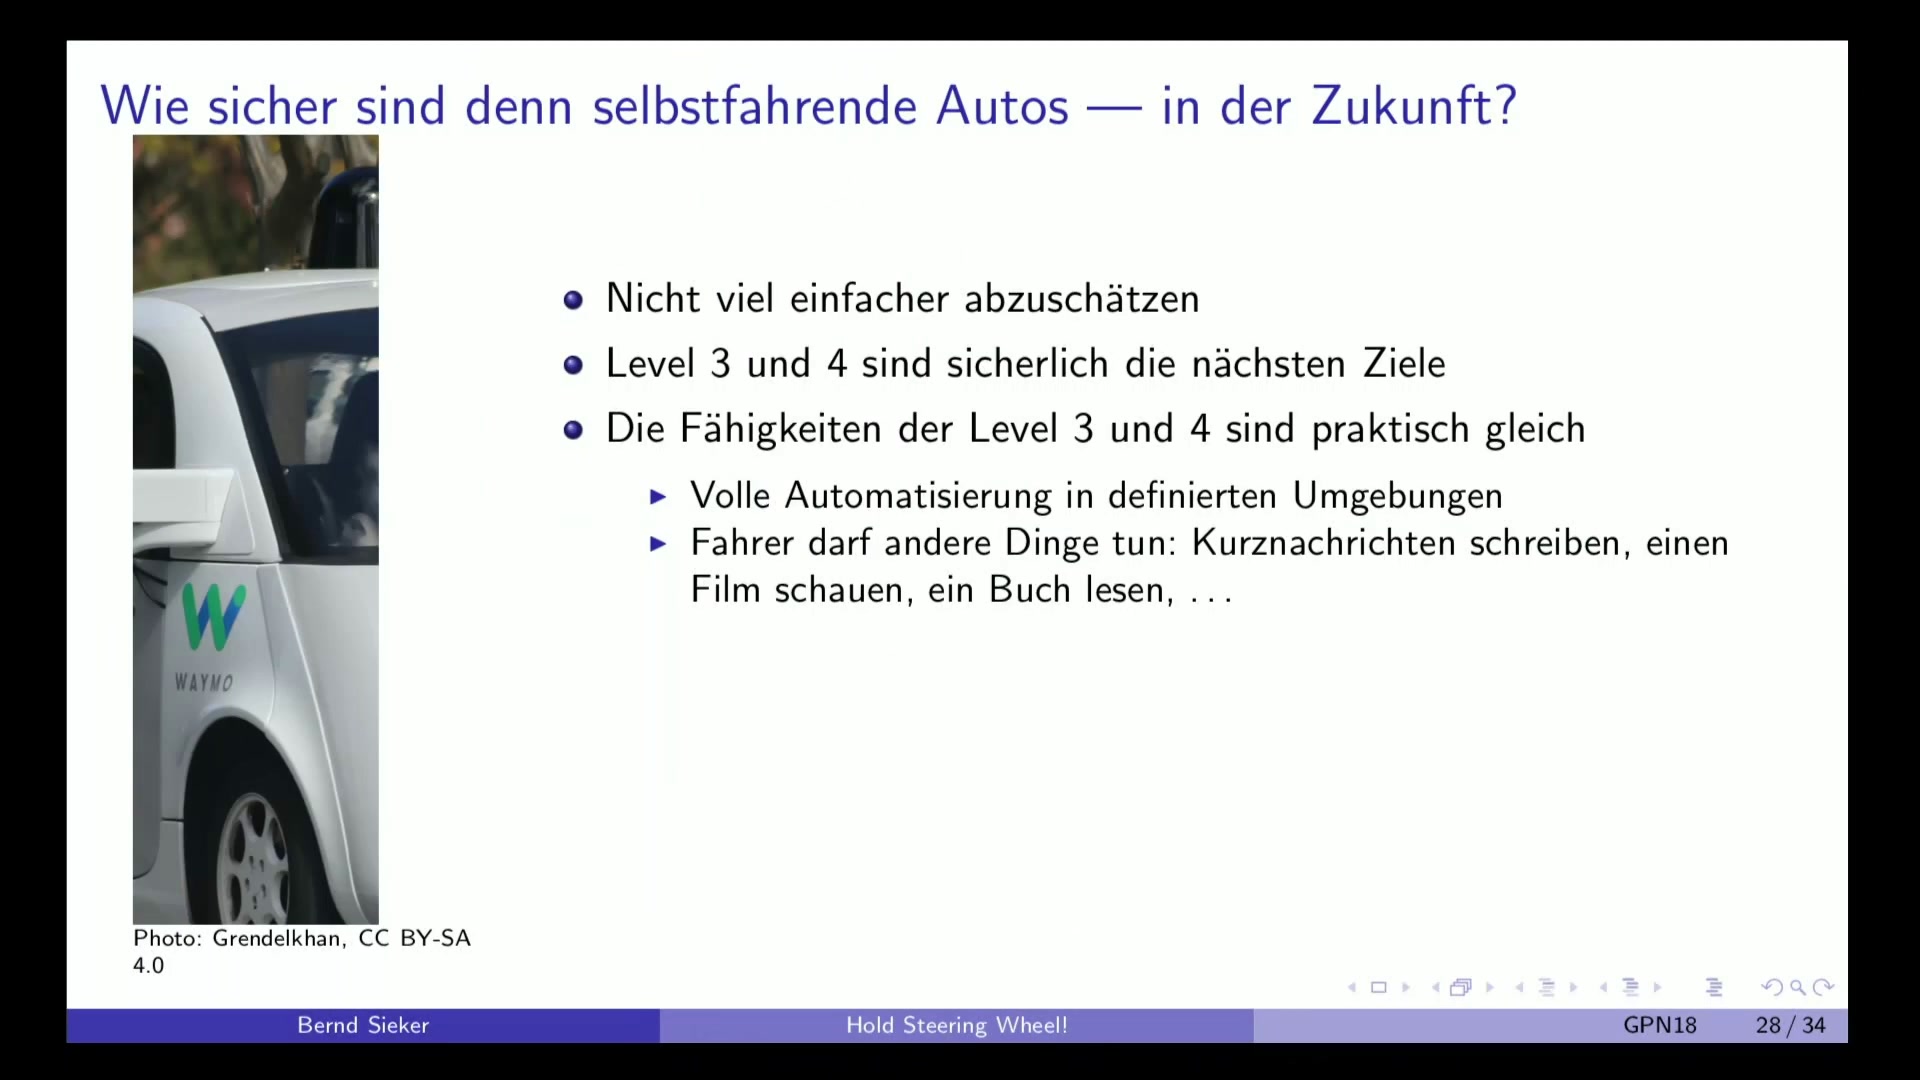 Wie sicher sind denn selbstfahrende Autos — in der Zukunft?
Nicht viel einfacher abzuschätzen
Level 3 und 4 sind sicherlich die nächsten Ziele
Die Fähigkeiten der Level 3 und 4 sind praktisch gleich
Volle Automatisierung in definierten Umgebungen
Fahrer darf andere Dinge tun: Kurznachrichten schreiben, einen
Film schauen, ein Buch lesen, . . .
WAYMO
Photo: Grendelkhan, CC BY-SA
4.0
Bernd Sieker
Hold Steering Wheel!
GPN18
28 / 34